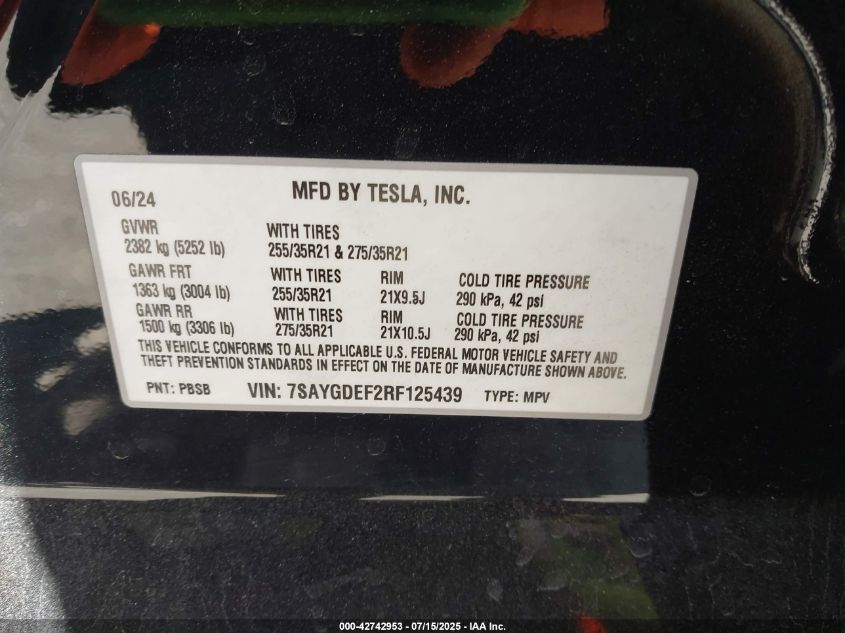 06/24 MFD BY TESLA, INC.
GVWR WITH TIRES
2382 kg (5252 lb) 255/35R21 & 275/35R21
GAWR FRT WITH TIRES RIM COLD TIRE PRESSURE
1363 kg (3004 lb) 255/35R21 21X9.5J 290 kPa, 42 psi
GAWR RR WITH TIRES RIM COLD TIRE PRESSURE
1500 kg (3306 lb) 275/35R21 21X10.5J 290 kPa, 42 psi
THIS VEHICLE CONFORMS TO ALL APPLICABLE U.S. FEDERAL MOTOR VEHICLE SAFETY AND
THEFT PREVENTION STANDARDS IN EFFECT ON THE DATE OF MANUFACTURE SHOWN ABOVE.
PNT: PBSB VIN: 7SAYGDEF2RF125439 TYPE: MPV
000-42742953 - 07/15/2025 - IAA Inc.